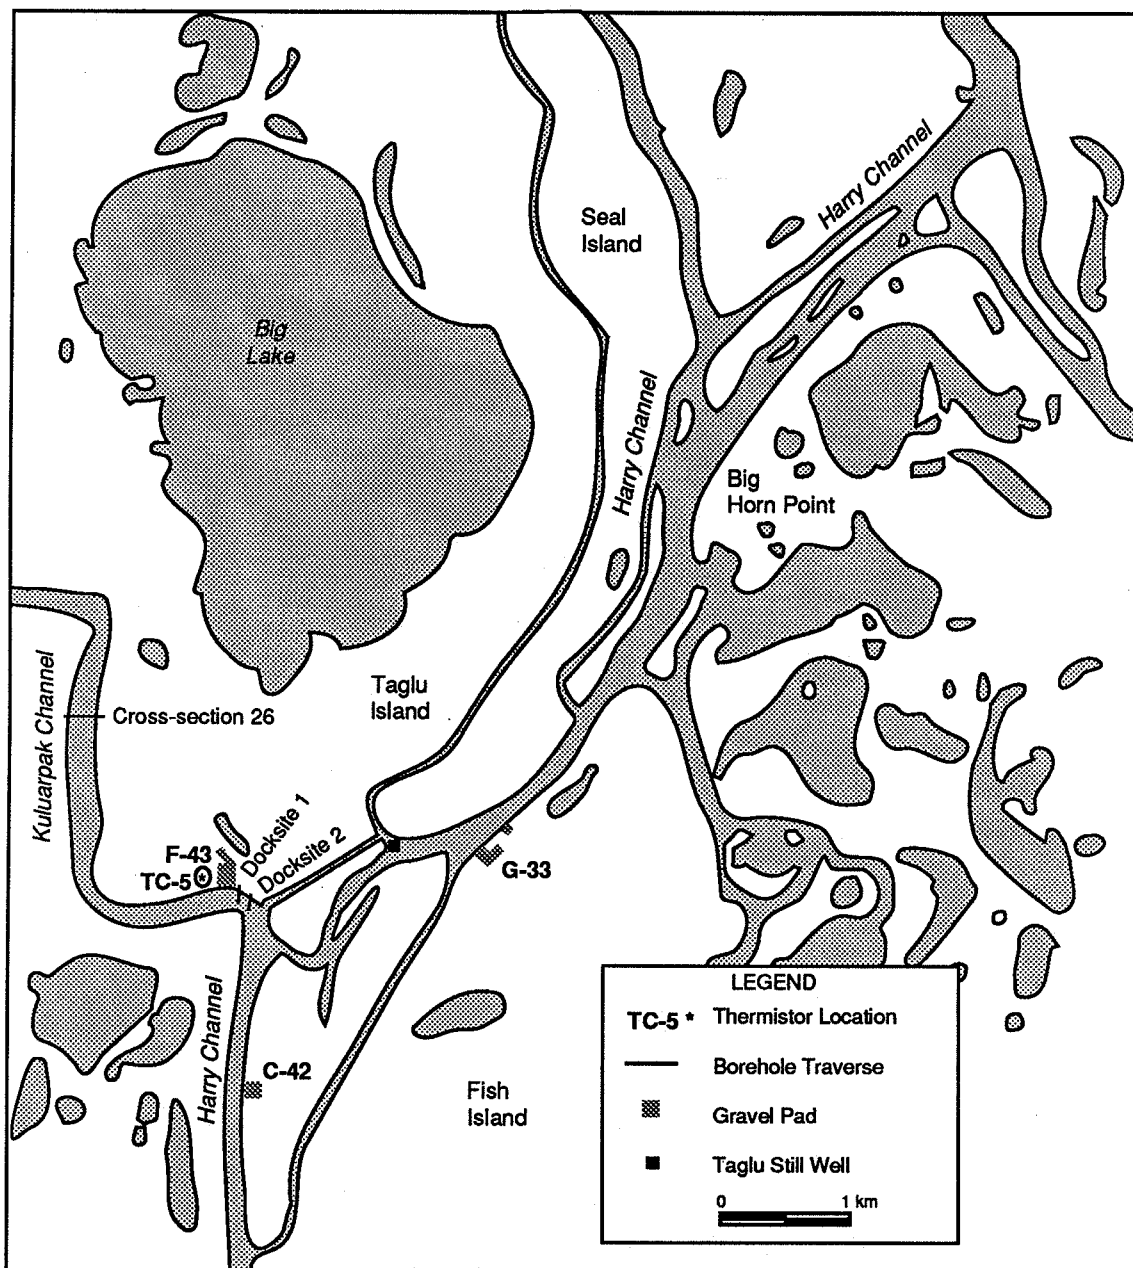 Harry Channel
Seal
Island
Big
Lake
Harry Channel
Big
Horn Point
Kuluarpak Channel
Taglu
Island
Cross-section 26
Docksite 1
Docksite 2
F-43
TC-5
G-33
Harry Channel
C-42
Fish
Island
LEGEND
TC-5 * Thermistor Location
Borehole Traverse
Gravel Pad
Taglu Still Well
0 1 km